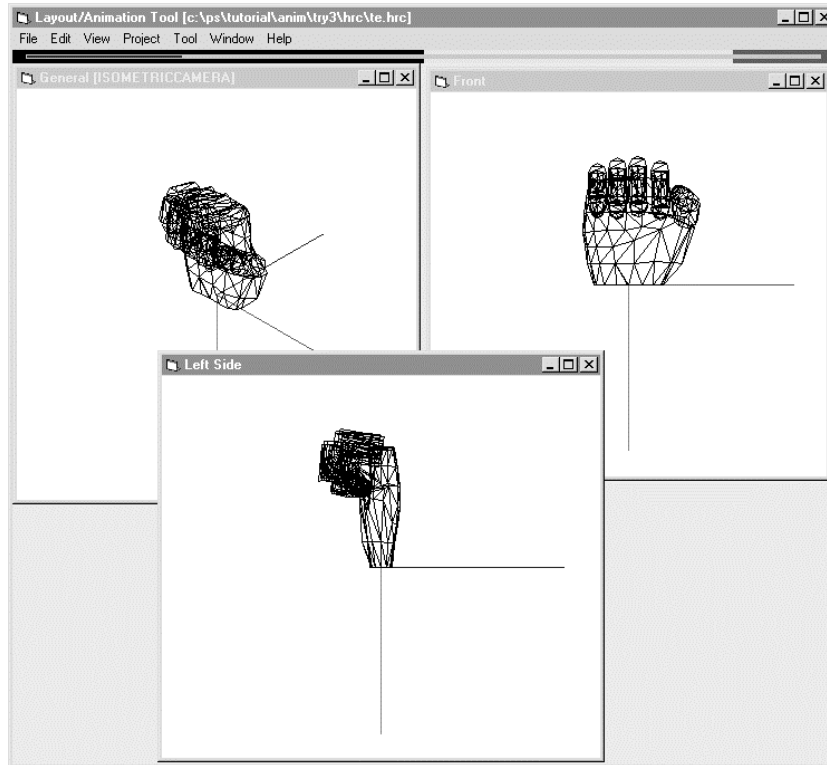 Layout/Animation Tool [c:\ps\tutorial\anim\try3\hrc\te.hrc]
File Edit View Project Tool Window Help
General [ISOMETRICCAMERA]
Front
Left Side